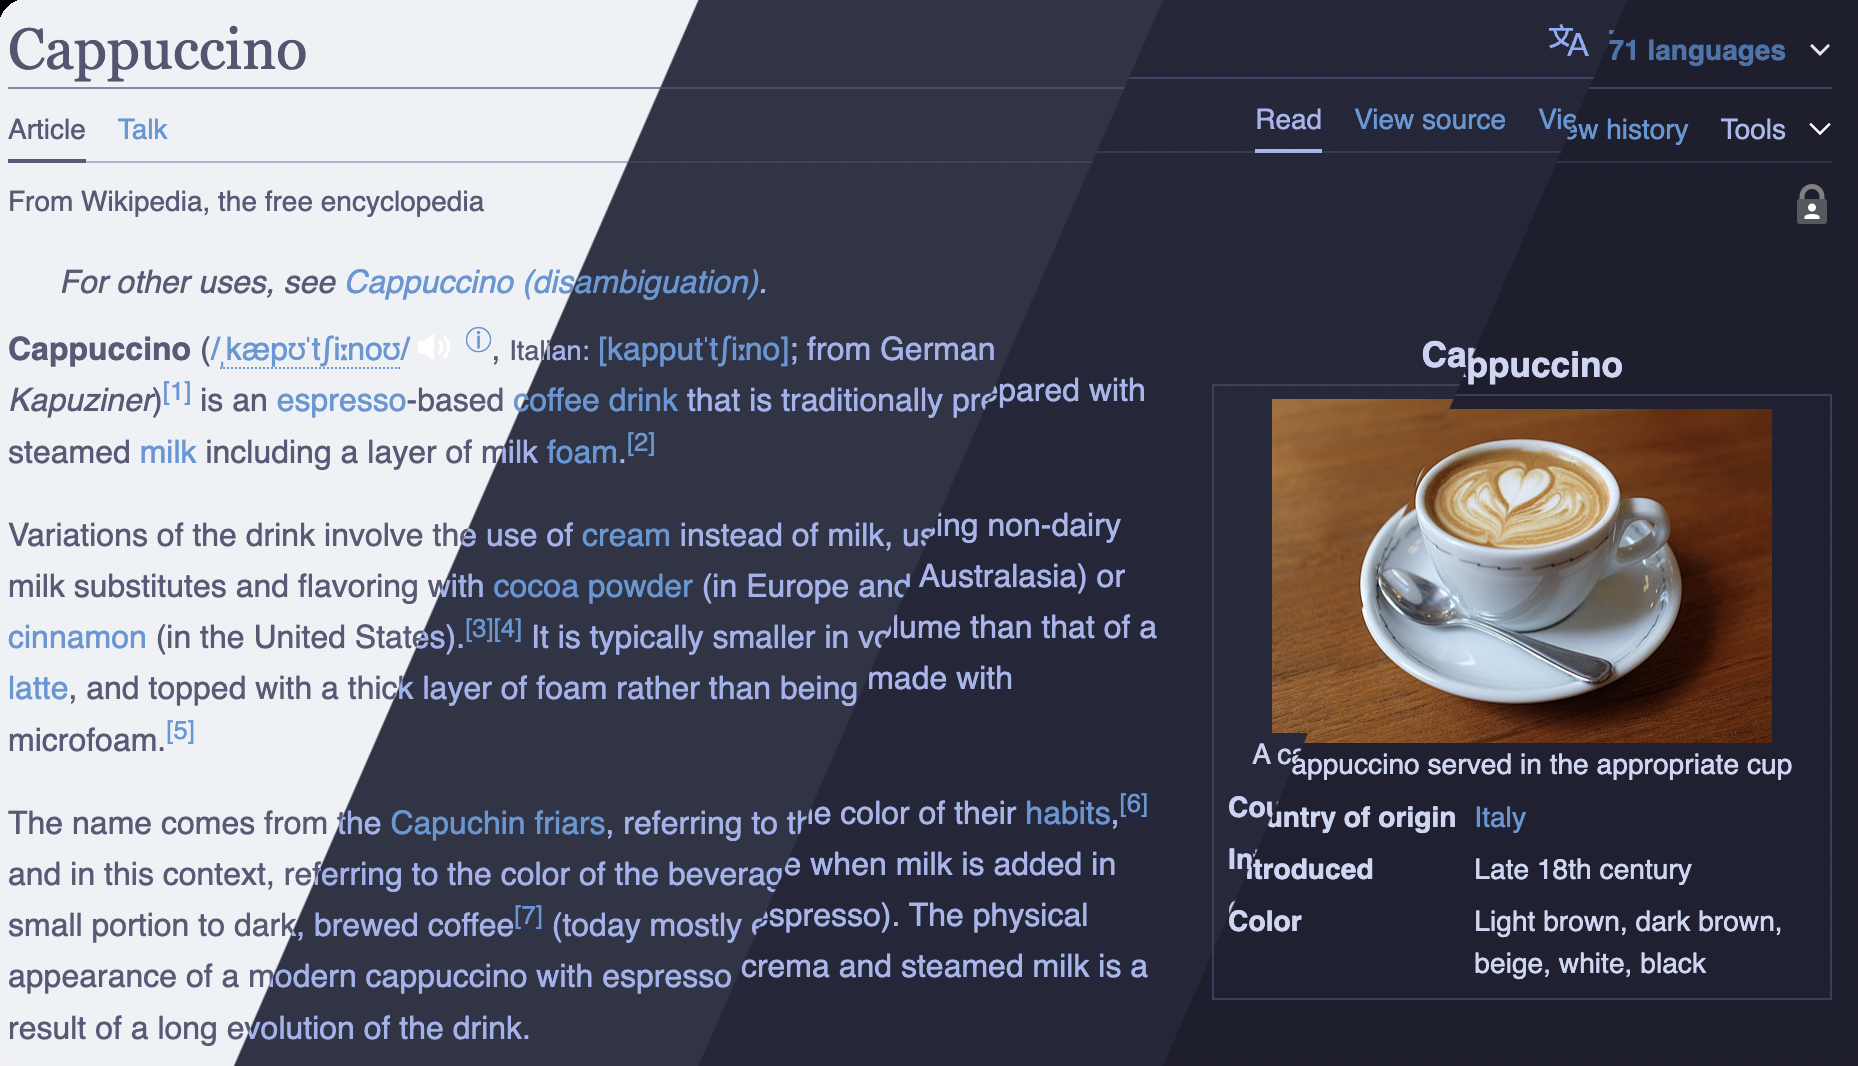 Cappuccino
文A 71 languages
Article Talk
Read View source View history Tools
From Wikipedia, the free encyclopedia
For other uses, see Cappuccino (disambiguation).
Cappuccino (/ˌkæpʊˈtʃiːnoʊ/ ⓘ, Italian: [kapputˈtʃiːno]; from German
Kapuziner)[1] is an espresso-based coffee drink that is traditionally prepared with
steamed milk including a layer of milk foam.[2]
Variations of the drink involve the use of cream instead of milk, using non-dairy
milk substitutes and flavoring with cocoa powder (in Europe and Australasia) or
cinnamon (in the United States).[3][4] It is typically smaller in volume than that of a
latte, and topped with a thick layer of foam rather than being made with
microfoam.[5]
The name comes from the Capuchin friars, referring to the color of their habits,[6]
and in this context, referring to the color of the beverage when milk is added in
small portion to dark, brewed coffee[7] (today mostly espresso). The physical
appearance of a modern cappuccino with espresso crema and steamed milk is a
result of a long evolution of the drink.
Cappuccino
A cappuccino served in the appropriate cup
Country of origin Italy
Introduced Late 18th century
Color Light brown, dark brown,
beige, white, black